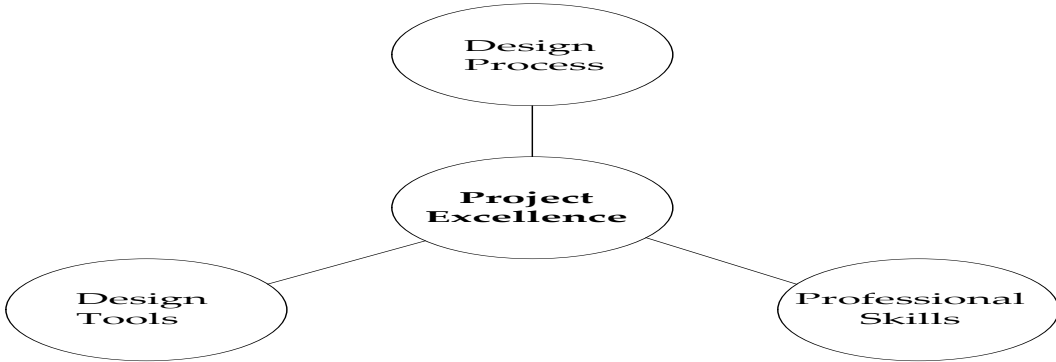 Design
Process
Project
Excellence
Design
Tools
Professional
Skills